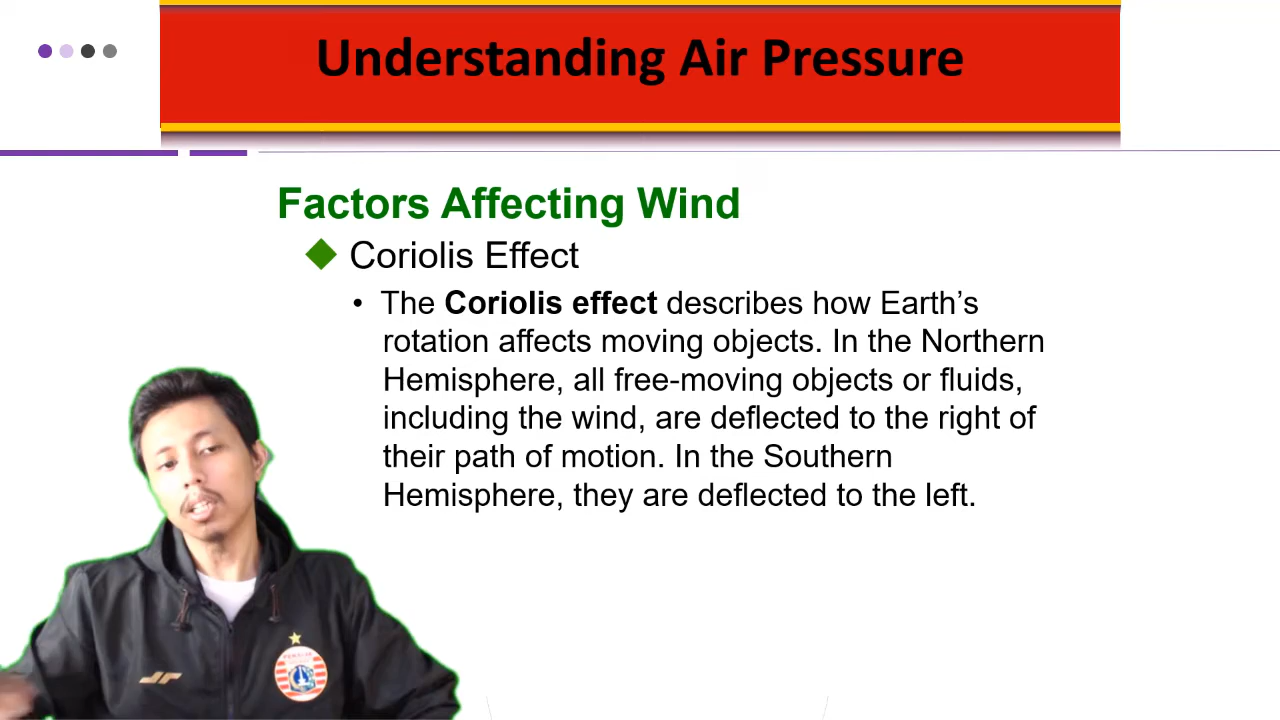 Understanding Air Pressure
Factors Affecting Wind
Coriolis Effect
• The Coriolis effect describes how Earth’s
rotation affects moving objects. In the Northern
Hemisphere, all free-moving objects or fluids,
including the wind, are deflected to the right of
their path of motion. In the Southern
Hemisphere, they are deflected to the left.